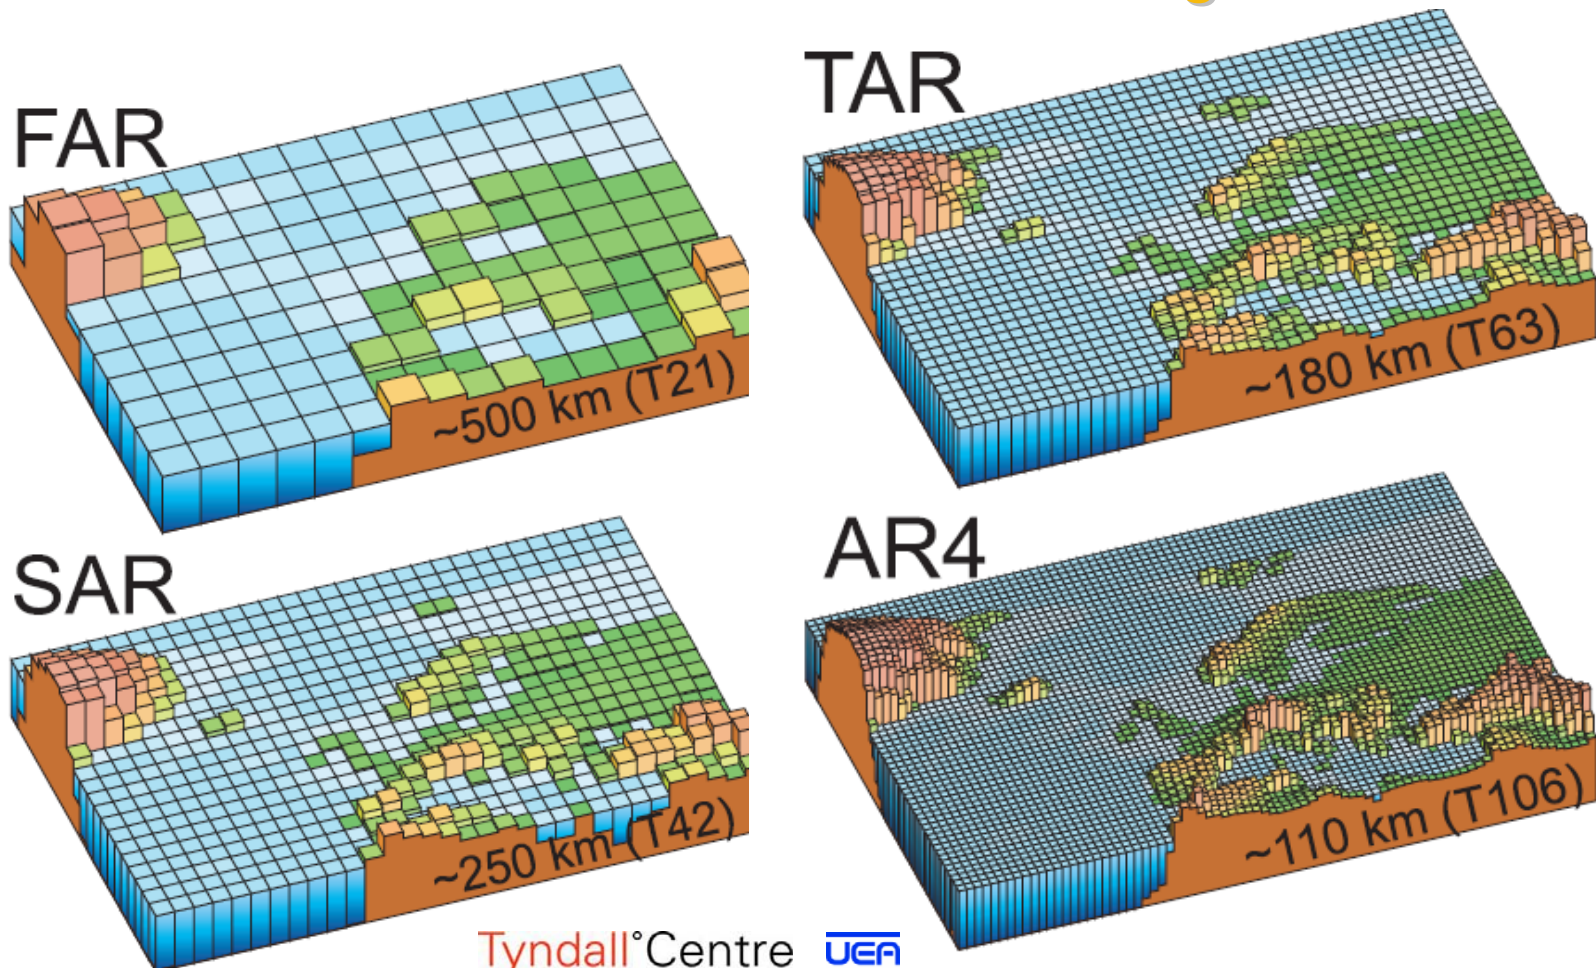 FAR
~500 km (T21)
TAR
~180 km (T63)
SAR
~250 km (T42)
AR4
~110 km (T106)
Tyndall°Centre
UEA